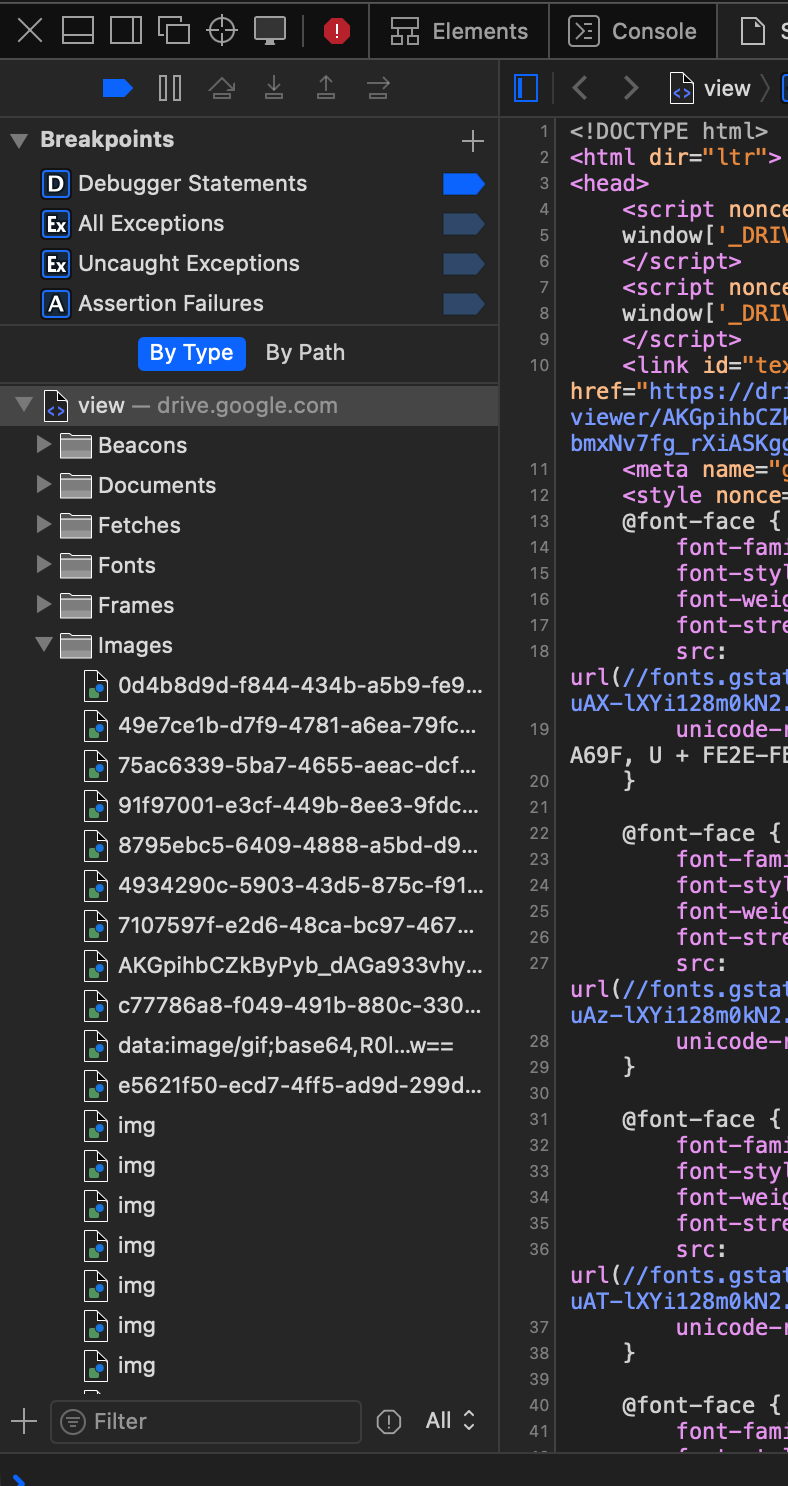 Elements
Console
S
view
Breakpoints
D Debugger Statements
Ex All Exceptions
Ex Uncaught Exceptions
A Assertion Failures
By Type By Path
view — drive.google.com
Beacons
Documents
Fetches
Fonts
Frames
Images
0d4b8d9d-f844-434b-a5b9-fe9...
49e7ce1b-d7f9-4781-a6ea-79fc...
75ac6339-5ba7-4655-aeac-dcf...
91f97001-e3cf-449b-8ee3-9fdc...
8795ebc5-6409-4888-a5bd-d9...
4934290c-5903-43d5-875c-f91...
7107597f-e2d6-48ca-bc97-467...
AKGpihbCZkByPyb_dAGa933vhy...
c77786a8-f049-491b-880c-330...
data:image/gif;base64,R0l...w==
e5621f50-ecd7-4ff5-ad9d-299d...
img
img
img
img
img
img
img
Filter
All
1 <!DOCTYPE html>
2 <html dir="ltr">
3 <head>
4 <script nonce
5 window['_DRIV
6 </script>
7 <script nonce
8 window['_DRIV
9 </script>
10 <link id="tex
href="https://dri
viewer/AKGpihbCZk
bmxNv7fg_rXiASKgg
11 <meta name="g
12 <style nonce=
13 @font-face {
14 font-fami
15 font-styl
16 font-weig
17 font-stre
18 src:
url(//fonts.gstat
uAX-lXYi128m0kN2.
19 unicode-r
A69F, U + FE2E-FE
20 }
21
22 @font-face {
23 font-fami
24 font-styl
25 font-weig
26 font-stre
27 src:
url(//fonts.gstat
uAz-lXYi128m0kN2.
28 unicode-r
29 }
30
31 @font-face {
32 font-fami
33 font-styl
34 font-weig
35 font-stre
36 src:
url(//fonts.gstat
uAT-lXYi128m0kN2.
37 unicode-r
38 }
39
40 @font-face {
41 font-fami